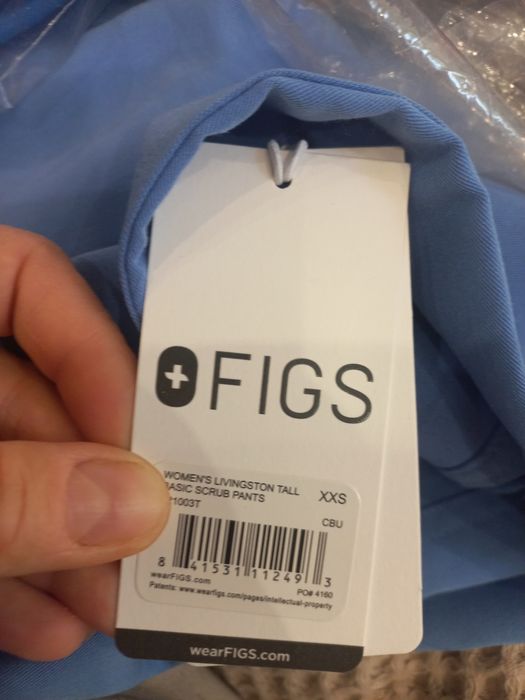 FIGS
WOMEN'S LIVINGSTON TALL
BASIC SCRUB PANTS
XXS
1003T
CBU
8 41531 11249 3
wearFIGS.com
PO# 4160
Patents: www.wearfigs.com/pages/intellectual-property
wearFIGS.com